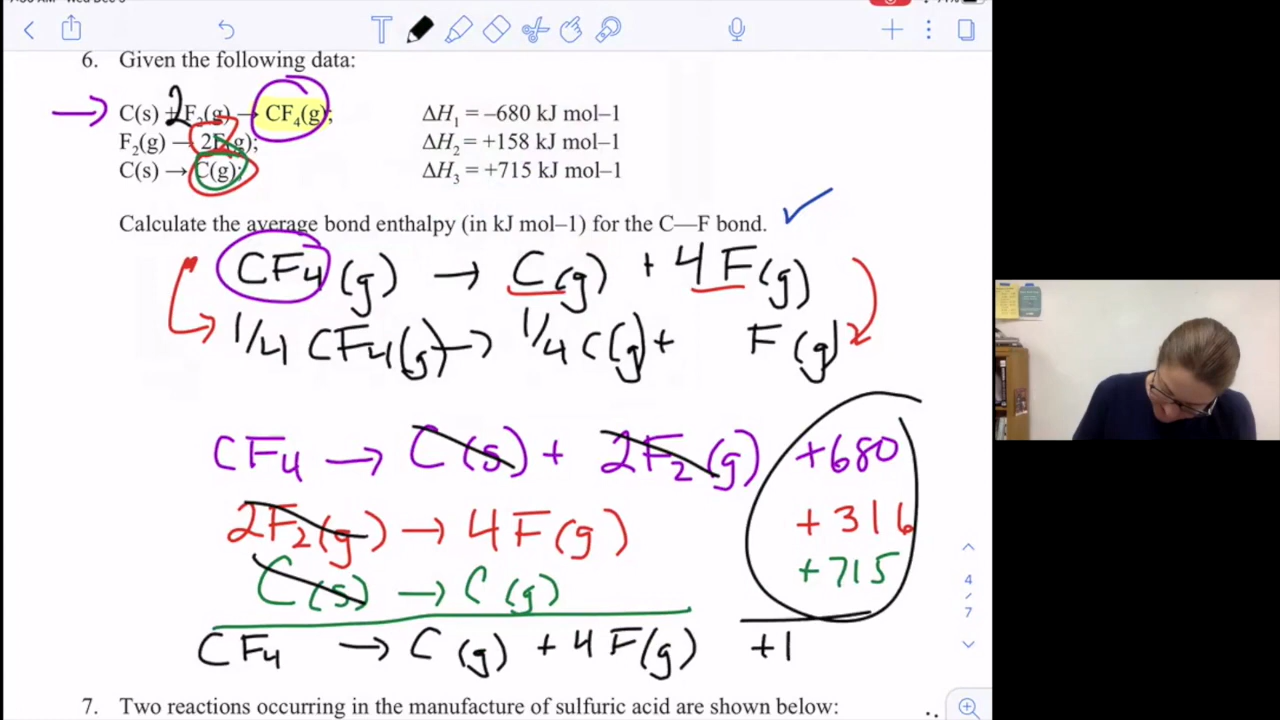 6. Given the following data:
C(s) + 2F₂(g) → CF₄(g); ΔH₁ = –680 kJ mol–1
F₂(g) → 2F(g); ΔH₂ = +158 kJ mol–1
C(s) → C(g); ΔH₃ = +715 kJ mol–1
Calculate the average bond enthalpy (in kJ mol–1) for the C—F bond.
CF4 (g) → C(g) + 4F(g)
1/4 CF4(g) → 1/4 C(g) + F(g)
CF4 → C(s) + 2F2(g) +680
2F2(g) → 4F(g) +316
C(s) → C(g) +715
CF4 → C(g) + 4F(g) +1
4
7
7. Two reactions occurring in the manufacture of sulfuric acid are shown below: